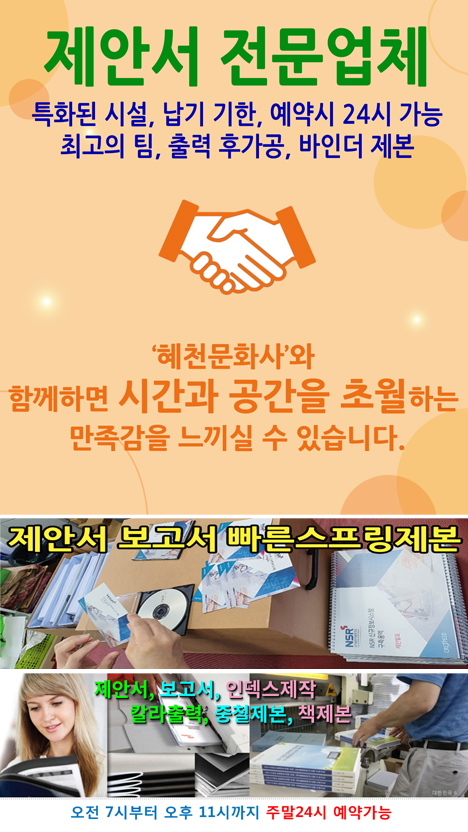 제안서 전문업체
특화된 시설, 납기 기한, 예약시 24시 가능
최고의 팀, 출력 후가공, 바인더 제본
‘혜천문화사’와
함께하면 시간과 공간을 초월하는
만족감을 느끼실 수 있습니다.
제안서 보고서 빠른스프링제본
NSR
제안서, 보고서, 인덱스제작
칼라출력, 중철제본, 책제본
오전 7시부터 오후 11시까지 주말24시 예약가능